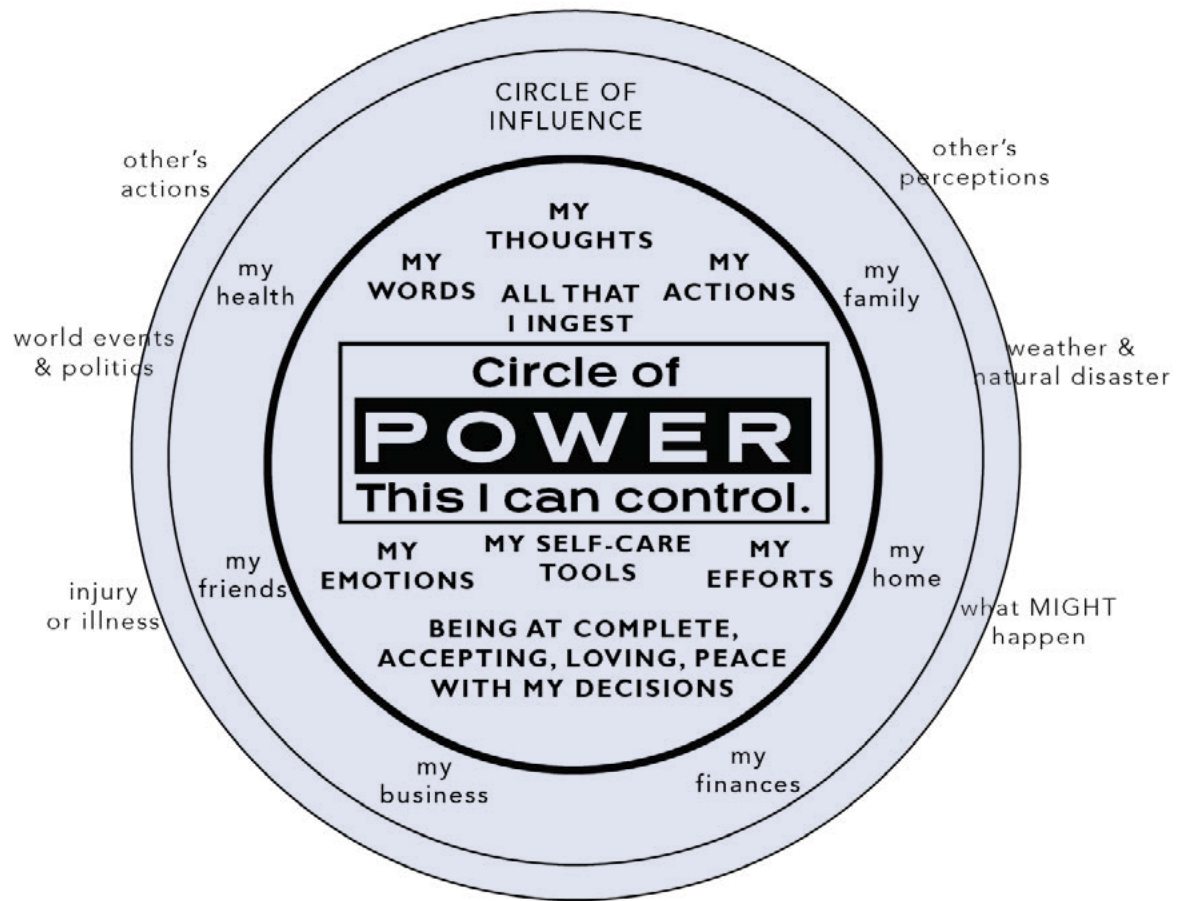 CIRCLE OF
INFLUENCE
other's
actions
other's
perceptions
MY
THOUGHTS
MY
WORDS
MY
ACTIONS
my
health
my
family
ALL THAT
I INGEST
world events
& politics
weather &
natural disaster
Circle of
POWER
This I can control.
MY
EMOTIONS
MY SELF-CARE
TOOLS
MY
EFFORTS
my
friends
my
home
injury
or illness
what MIGHT
happen
BEING AT COMPLETE,
ACCEPTING, LOVING, PEACE
WITH MY DECISIONS
my
business
my
finances